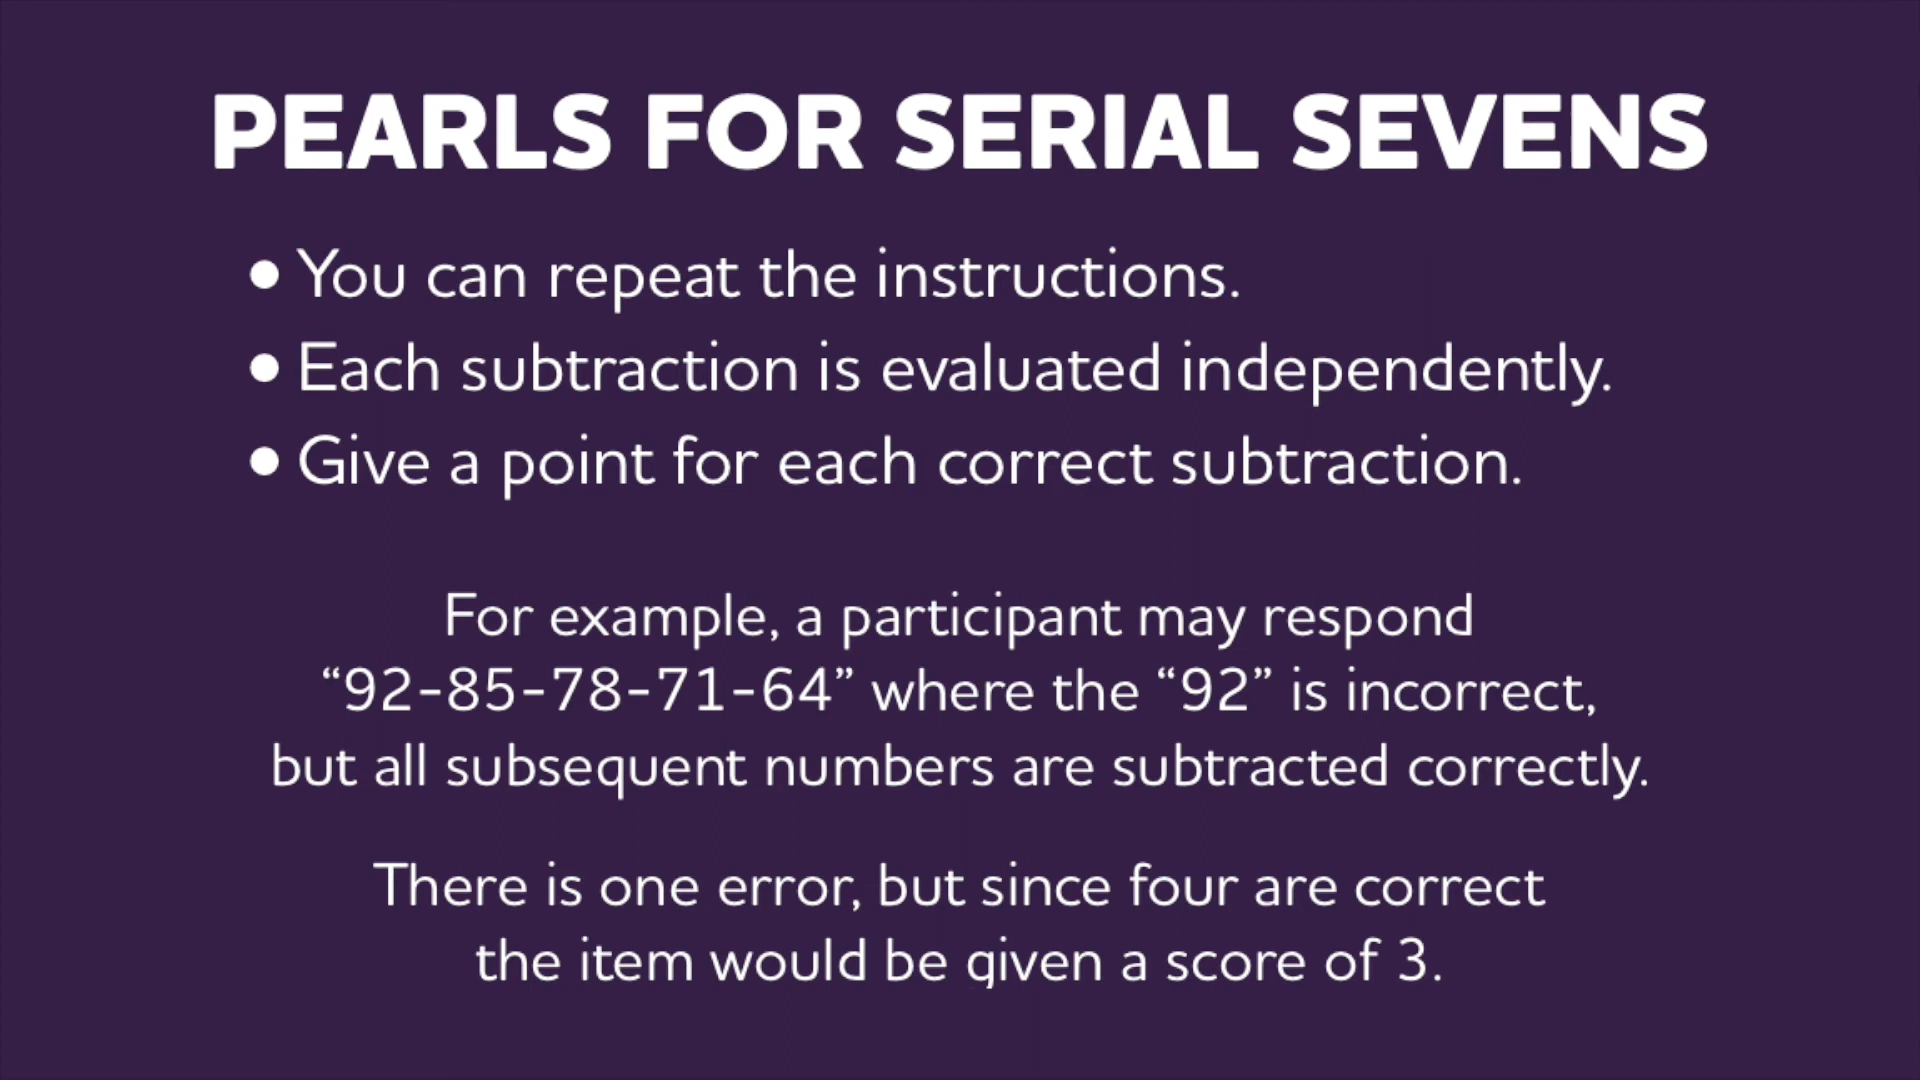 PEARLS FOR SERIAL SEVENS
• You can repeat the instructions.
• Each subtraction is evaluated independently.
• Give a point for each correct subtraction.
For example, a participant may respond
“92-85-78-71-64” where the “92” is incorrect,
but all subsequent numbers are subtracted correctly.
There is one error, but since four are correct
the item would be given a score of 3.